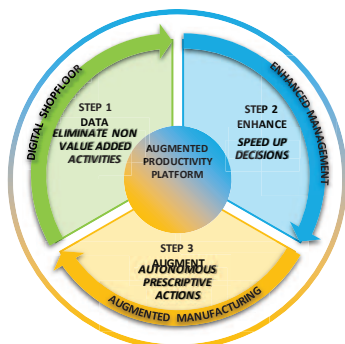 DIGITAL SHOPFLOOR
STEP 1
DATA
ELIMINATE NON
VALUE ADDED
ACTIVITIES
ENHANCED MANAGEMENT
STEP 2
ENHANCE
SPEED UP
DECISIONS
AUGMENTED
PRODUCTIVITY
PLATFORM
STEP 3
AUGMENT
AUTONOMOUS
PRESCRIPTIVE
ACTIONS
AUGMENTED MANUFACTURING